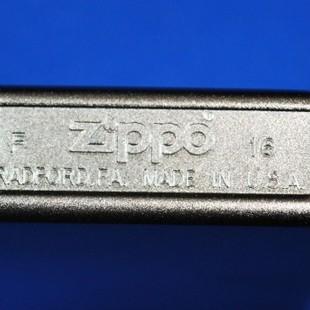 E Zippo 16
RADFORD, PA. MADE IN U.S.A